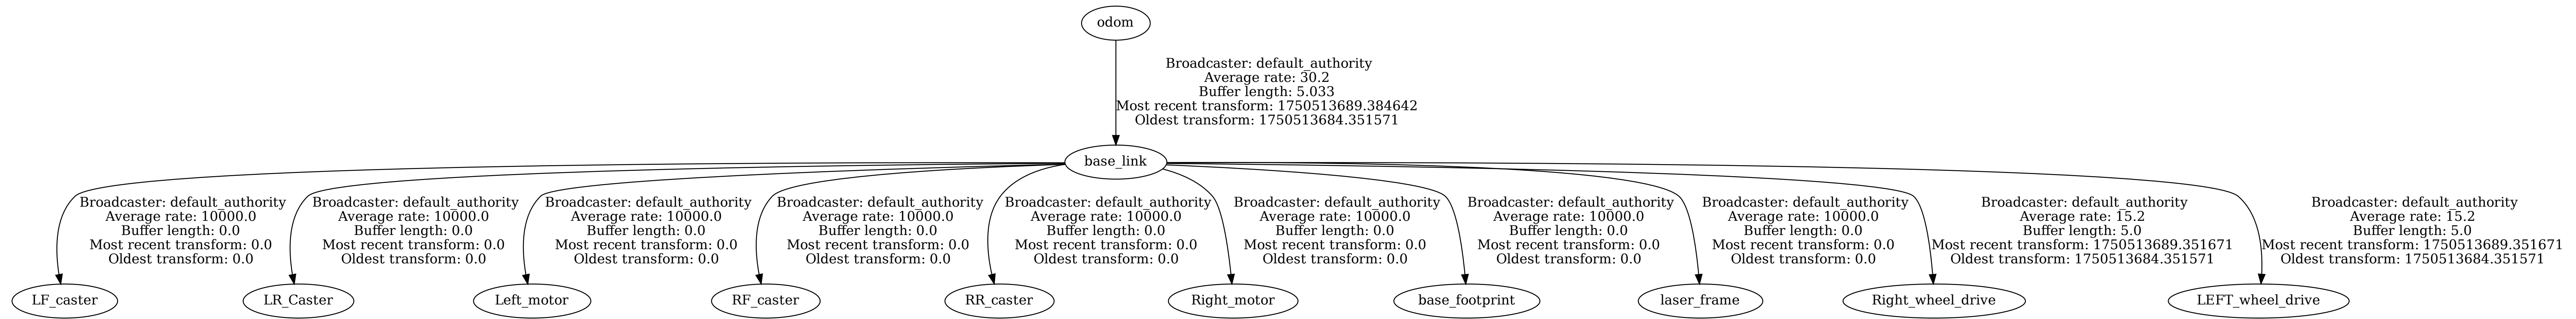 odom
Broadcaster: default_authority
Average rate: 30.2
Buffer length: 5.033
Most recent transform: 1750513689.384642
Oldest transform: 1750513684.351571
base_link
Broadcaster: default_authority
Average rate: 10000.0
Buffer length: 0.0
Most recent transform: 0.0
Oldest transform: 0.0
Broadcaster: default_authority
Average rate: 10000.0
Buffer length: 0.0
Most recent transform: 0.0
Oldest transform: 0.0
Broadcaster: default_authority
Average rate: 10000.0
Buffer length: 0.0
Most recent transform: 0.0
Oldest transform: 0.0
Broadcaster: default_authority
Average rate: 10000.0
Buffer length: 0.0
Most recent transform: 0.0
Oldest transform: 0.0
Broadcaster: default_authority
Average rate: 10000.0
Buffer length: 0.0
Most recent transform: 0.0
Oldest transform: 0.0
Broadcaster: default_authority
Average rate: 10000.0
Buffer length: 0.0
Most recent transform: 0.0
Oldest transform: 0.0
Broadcaster: default_authority
Average rate: 10000.0
Buffer length: 0.0
Most recent transform: 0.0
Oldest transform: 0.0
Broadcaster: default_authority
Average rate: 10000.0
Buffer length: 0.0
Most recent transform: 0.0
Oldest transform: 0.0
Broadcaster: default_authority
Average rate: 15.2
Buffer length: 5.0
Most recent transform: 1750513689.351671
Oldest transform: 1750513684.351571
Broadcaster: default_authority
Average rate: 15.2
Buffer length: 5.0
Most recent transform: 1750513689.351671
Oldest transform: 1750513684.351571
LF_caster
LR_Caster
Left_motor
RF_caster
RR_caster
Right_motor
base_footprint
laser_frame
Right_wheel_drive
LEFT_wheel_drive